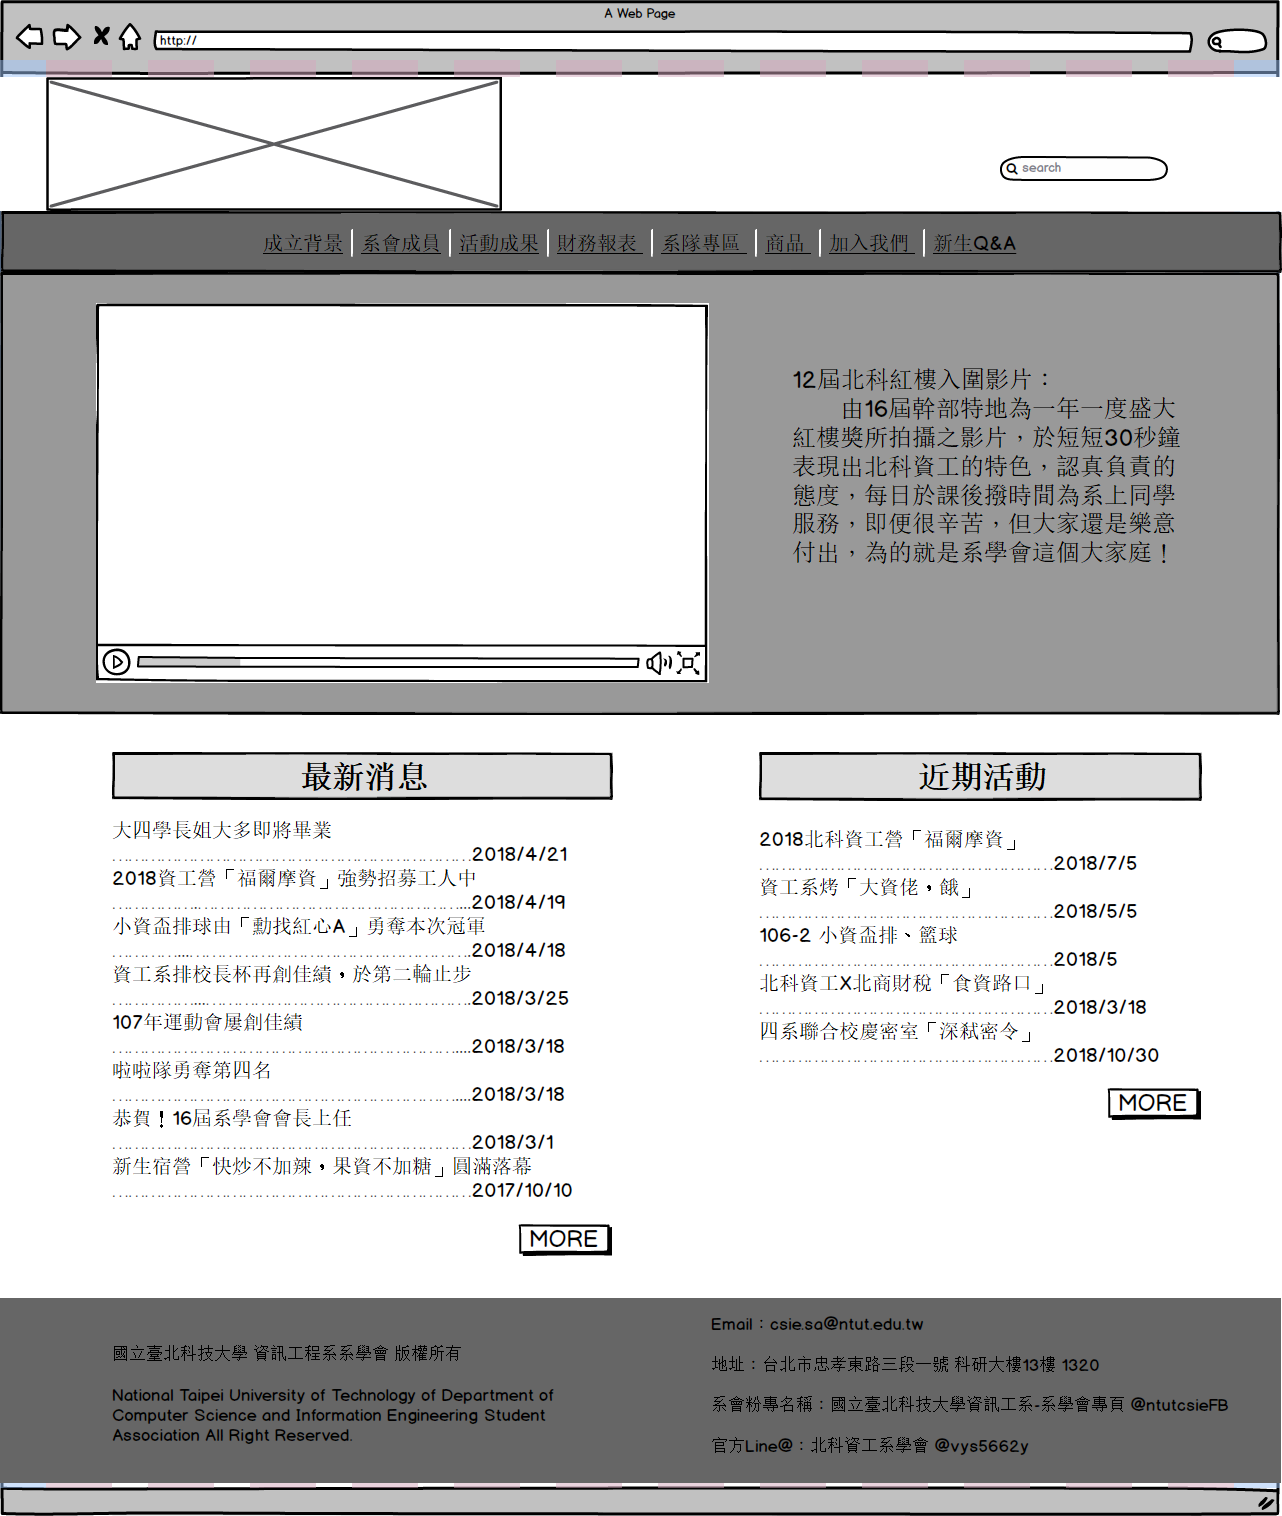 A Web Page
http://
search
成立背景 系會成員 活動成果 財務報表 系隊專區 商品 加入我們 新生Q&A
12屆北科紅樓入圍影片：
由16屆幹部特地為一年一度盛大
紅樓獎所拍攝之影片，於短短30秒鐘
表現出北科資工的特色，認真負責的
態度，每日於課後撥時間為系上同學
服務，即便很辛苦，但大家還是樂意
付出，為的就是系學會這個大家庭！
最新消息
大四學長姐大多即將畢業
……………………………………………………………2018/4/21
2018資工營「福爾摩資」強勢招募工人中
……………………………………………………………2018/4/19
小資盃排球由「勳找紅心A」勇奪本次冠軍
……………………………………………………………2018/4/18
資工系排校長杯再創佳績，於第二輪止步
……………………………………………………………2018/3/25
107年運動會屢創佳績
……………………………………………………………2018/3/18
啦啦隊勇奪第四名
……………………………………………………………2018/3/18
恭賀！16屆系學會會長上任
……………………………………………………………2018/3/1
新生宿營「快炒不加辣，果資不加糖」圓滿落幕
……………………………………………………………2017/10/10
MORE
近期活動
2018北科資工營「福爾摩資」
…………………………………………………2018/7/5
資工系烤「大資佬，餓」
…………………………………………………2018/5/5
106-2 小資盃排、籃球
…………………………………………………2018/5
北科資工X北商財稅「食資路口」
…………………………………………………2018/3/18
四系聯合校慶密室「深弒密令」
…………………………………………………2018/10/30
MORE
國立臺北科技大學 資訊工程系系學會 版權所有
National Taipei University of Technology of Department of
Computer Science and Information Engineering Student
Association All Right Reserved.
Email：csie.sa@ntut.edu.tw
地址：台北市忠孝東路三段一號 科研大樓13樓 1320
系會粉專名稱：國立臺北科技大學資訊工系-系學會專頁 @ntutcsieFB
官方Line@：北科資工系學會 @vys5662y